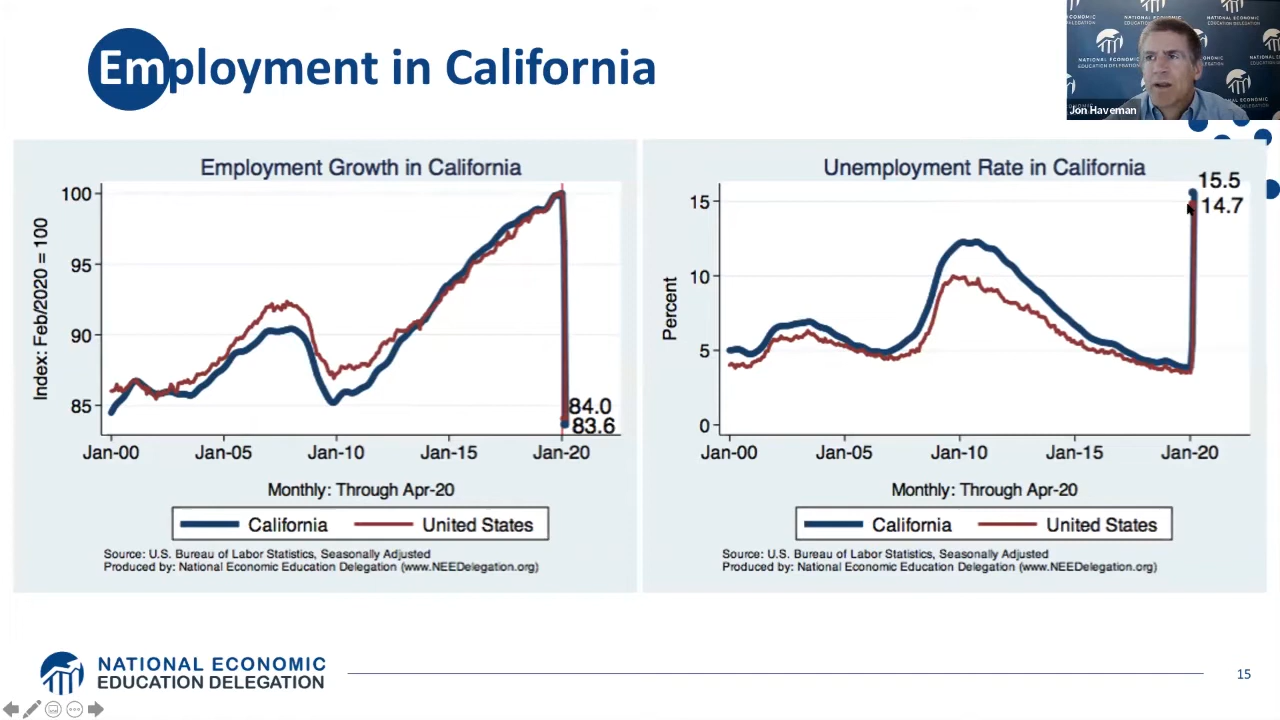 Employment in California
Jon Haveman
NATIONAL ECONOMIC
EDUCATION DELEGATION
Employment Growth in California
Index: Feb/2020 = 100
100
95
90
85
84.0
83.6
Jan-00 Jan-05 Jan-10 Jan-15 Jan-20
Monthly: Through Apr-20
California United States
Source: U.S. Bureau of Labor Statistics, Seasonally Adjusted
Produced by: National Economic Education Delegation (www.NEEDelegation.org)
Unemployment Rate in California
Percent
15.5
14.7
15
10
5
0
Jan-00 Jan-05 Jan-10 Jan-15 Jan-20
Monthly: Through Apr-20
California United States
Source: U.S. Bureau of Labor Statistics, Seasonally Adjusted
Produced by: National Economic Education Delegation (www.NEEDelegation.org)
NATIONAL ECONOMIC
EDUCATION DELEGATION
15